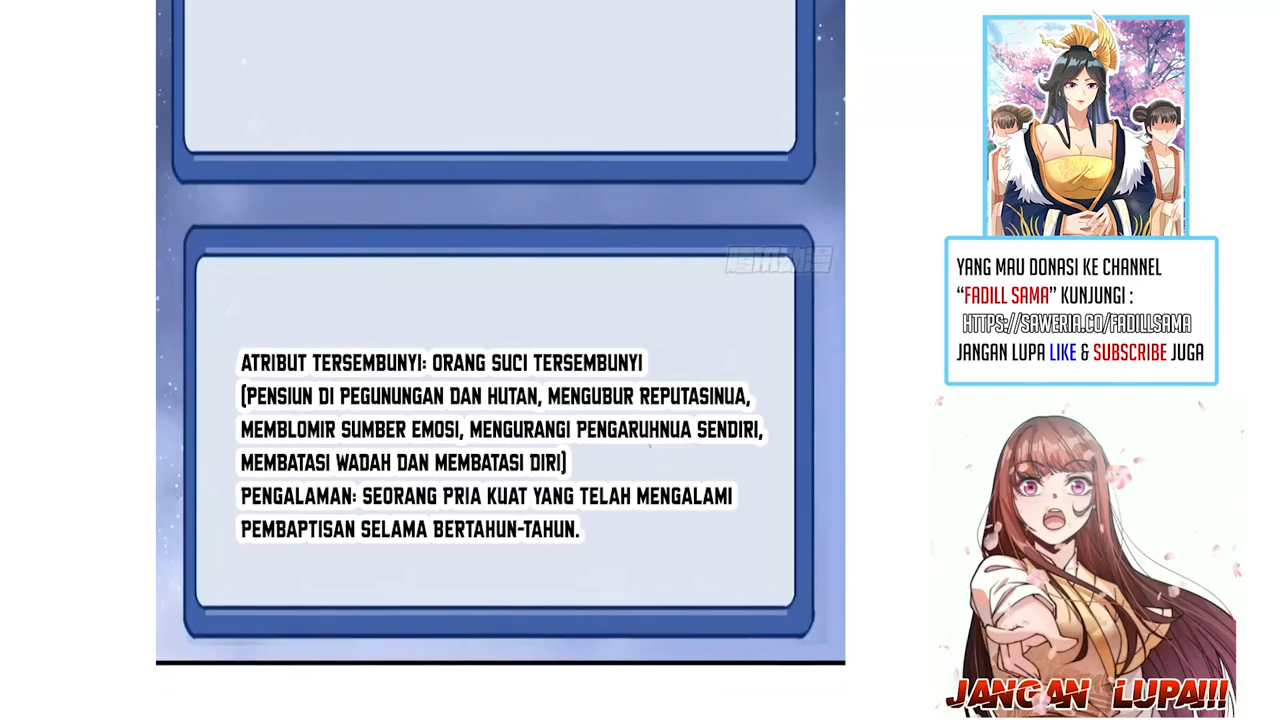 ATRIBUT TERSEMBUNYI: ORANG SUCI TERSEMBUNYI
(PENSIUN DI PEGUNUNGAN DAN HUTAN, MENGUBUR REPUTASINUA,
MEMBLOMIR SUMBER EMOSI, MENGURANGI PENGARUHNUA SENDIRI,
MEMBATASI WADAH DAN MEMBATASI DIRI)
PENGALAMAN: SEORANG PRIA KUAT YANG TELAH MENGALAMI
PEMBAPTISAN SELAMA BERTAHUN-TAHUN.
YANG MAU DONASI KE CHANNEL
“FADILL SAMA” KUNJUNGI :
HTTPS://SAWERIA.CO/FADILLSAMA
JANGAN LUPA LIKE & SUBSCRIBE JUGA
JANGAN LUPA!!!